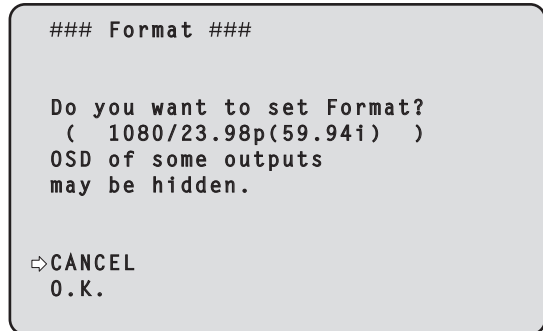 ### Format ###
Do you want to set Format?
( 1080/23.98p(59.94i) )
OSD of some outputs
may be hidden.
⇨CANCEL
O.K.